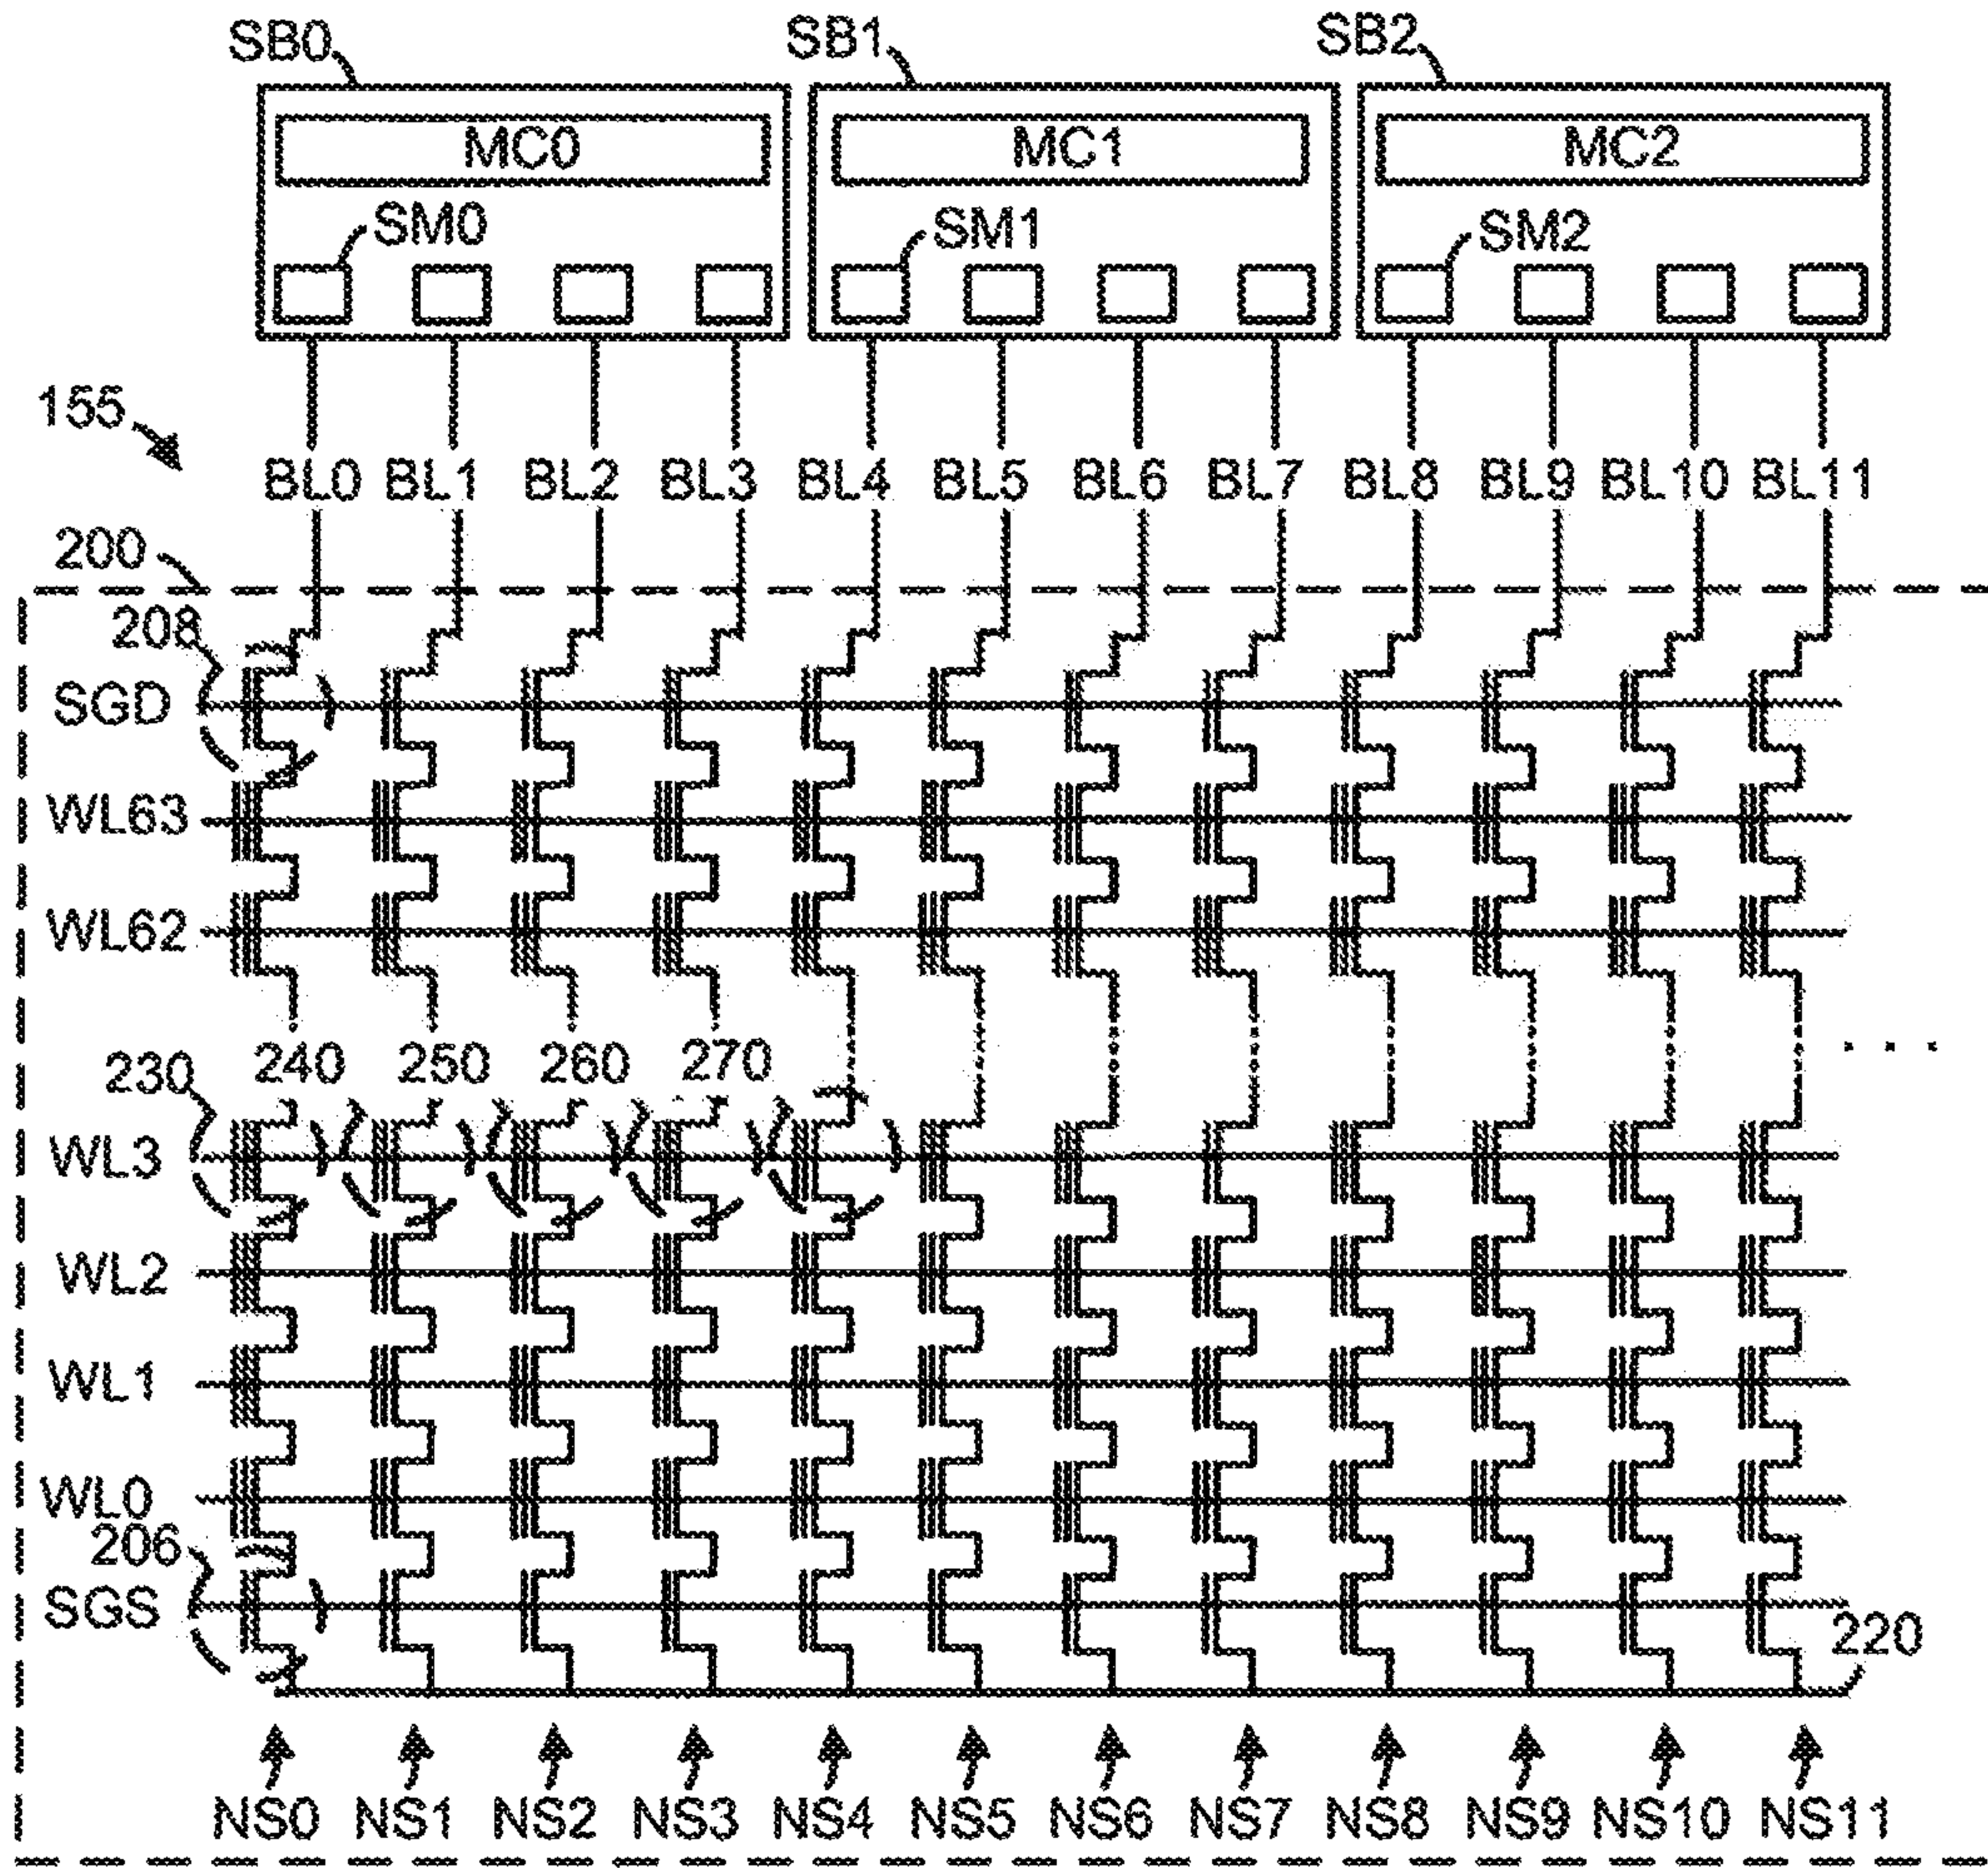 SB0 SB1 SB2
MC0 MC1 MC2
SM0 SM1 SM2
155
BL0 BL1 BL2 BL3 BL4 BL5 BL6 BL7 BL8 BL9 BL10 BL11
200
208
SGD
WL63
WL62
230 240 250 260 270
. . .
WL3
WL2
WL1
WL0
206
SGS
220
NS0 NS1 NS2 NS3 NS4 NS5 NS6 NS7 NS8 NS9 NS10 NS11